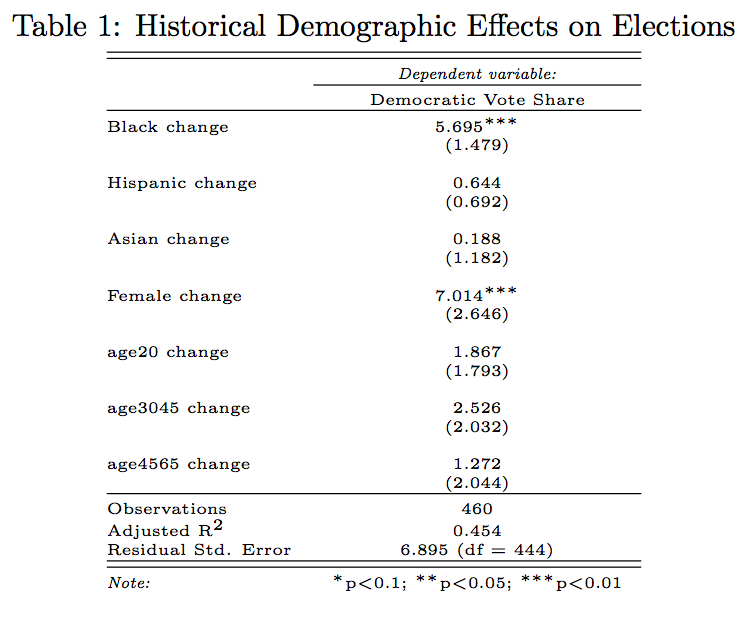 Table 1: Historical Demographic Effects on Elections
Dependent variable:
Democratic Vote Share
Black change 5.695***
(1.479)
Hispanic change 0.644
(0.692)
Asian change 0.188
(1.182)
Female change 7.014***
(2.646)
age20 change 1.867
(1.793)
age3045 change 2.526
(2.032)
age4565 change 1.272
(2.044)
Observations 460
Adjusted R² 0.454
Residual Std. Error 6.895 (df = 444)
Note: *p<0.1; **p<0.05; ***p<0.01